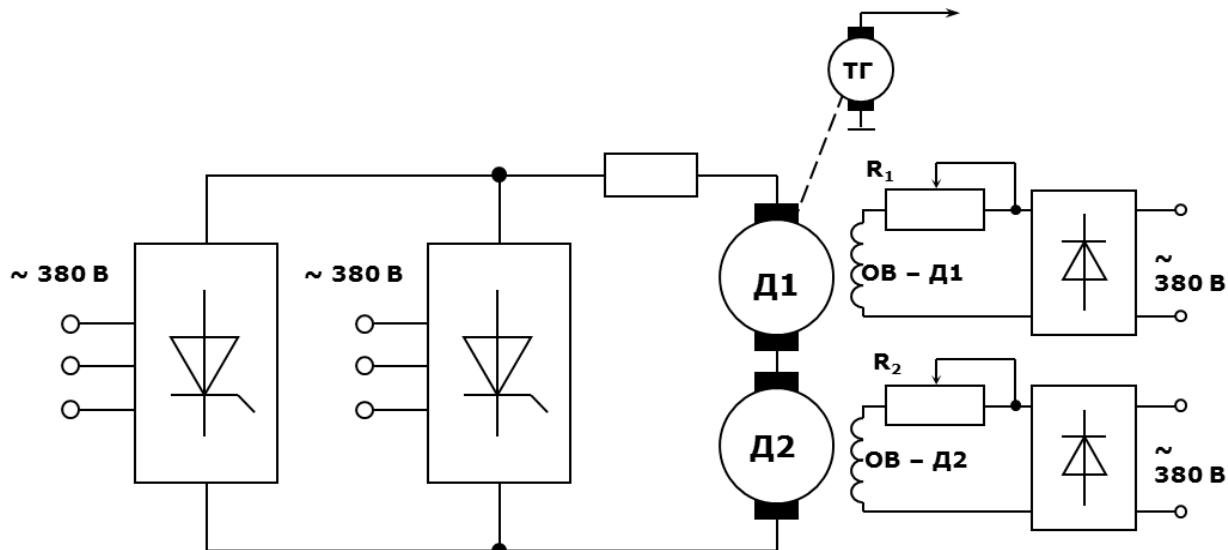 ТГ
R1
~ 380 В
~ 380 В
ОВ – Д1
~
380 В
Д1
R2
Д2
ОВ – Д2
~
380 В